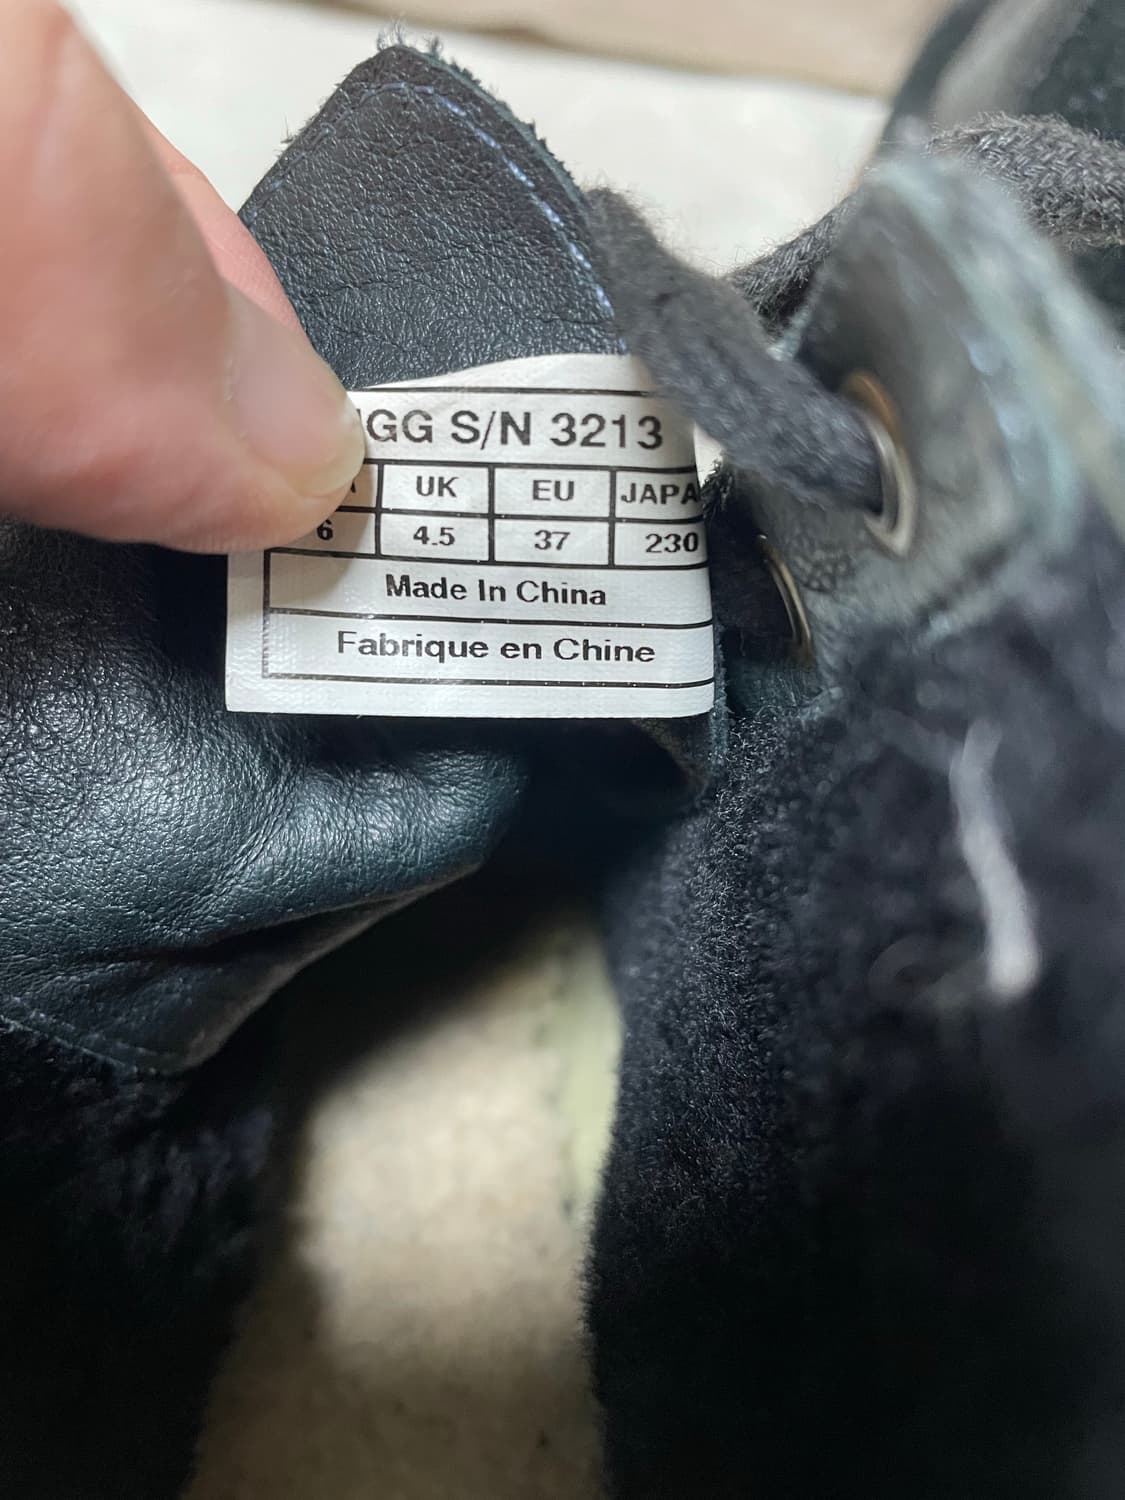 GG S/N 3213
UK EU JAPA
6 4.5 37 230
Made In China
Fabrique en Chine